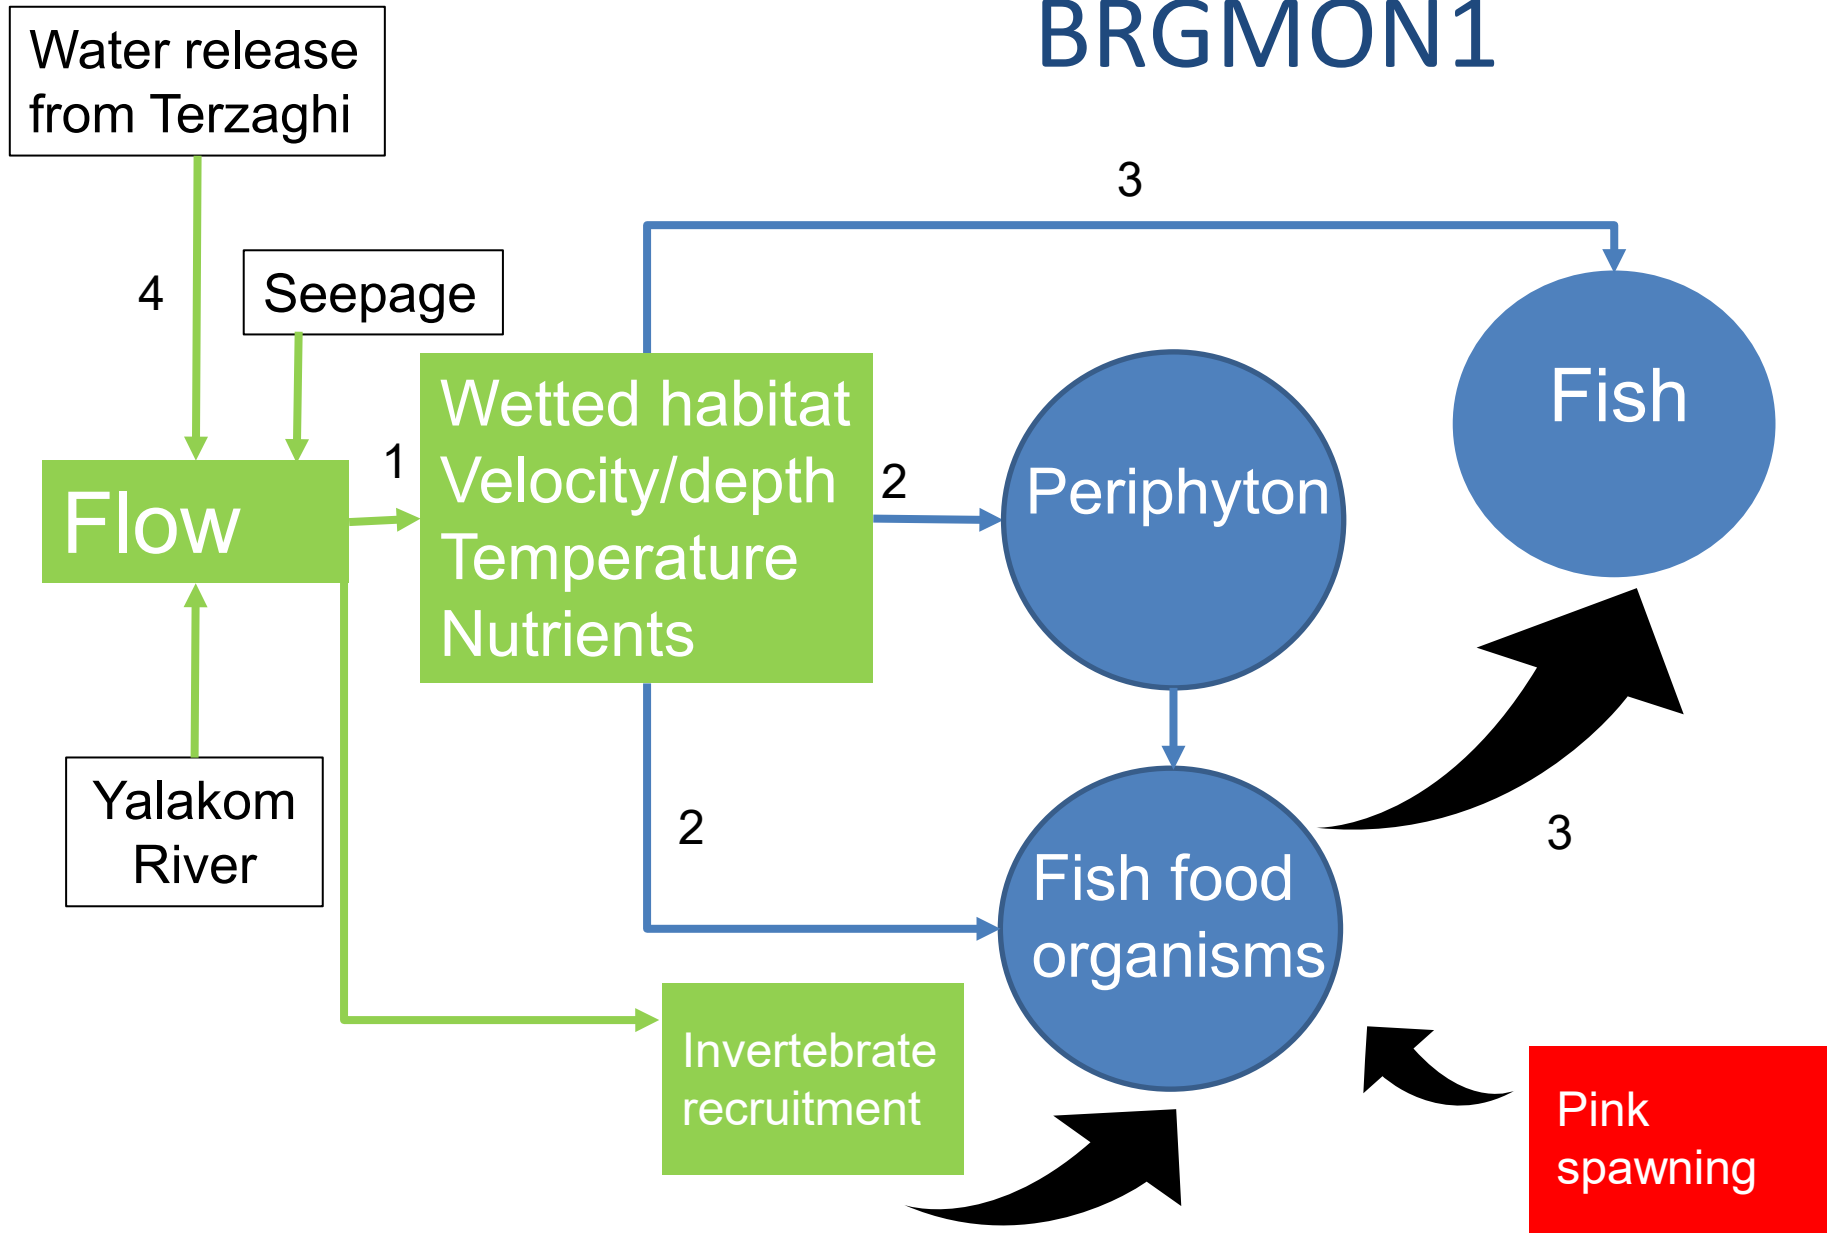 BRGMON1
Water release
from Terzaghi
3
4
Seepage
Wetted habitat
Velocity/depth
Temperature
Nutrients
Fish
1
2
Periphyton
Flow
Yalakom
River
2
3
Fish food
organisms
Invertebrate
recruitment
Pink
spawning